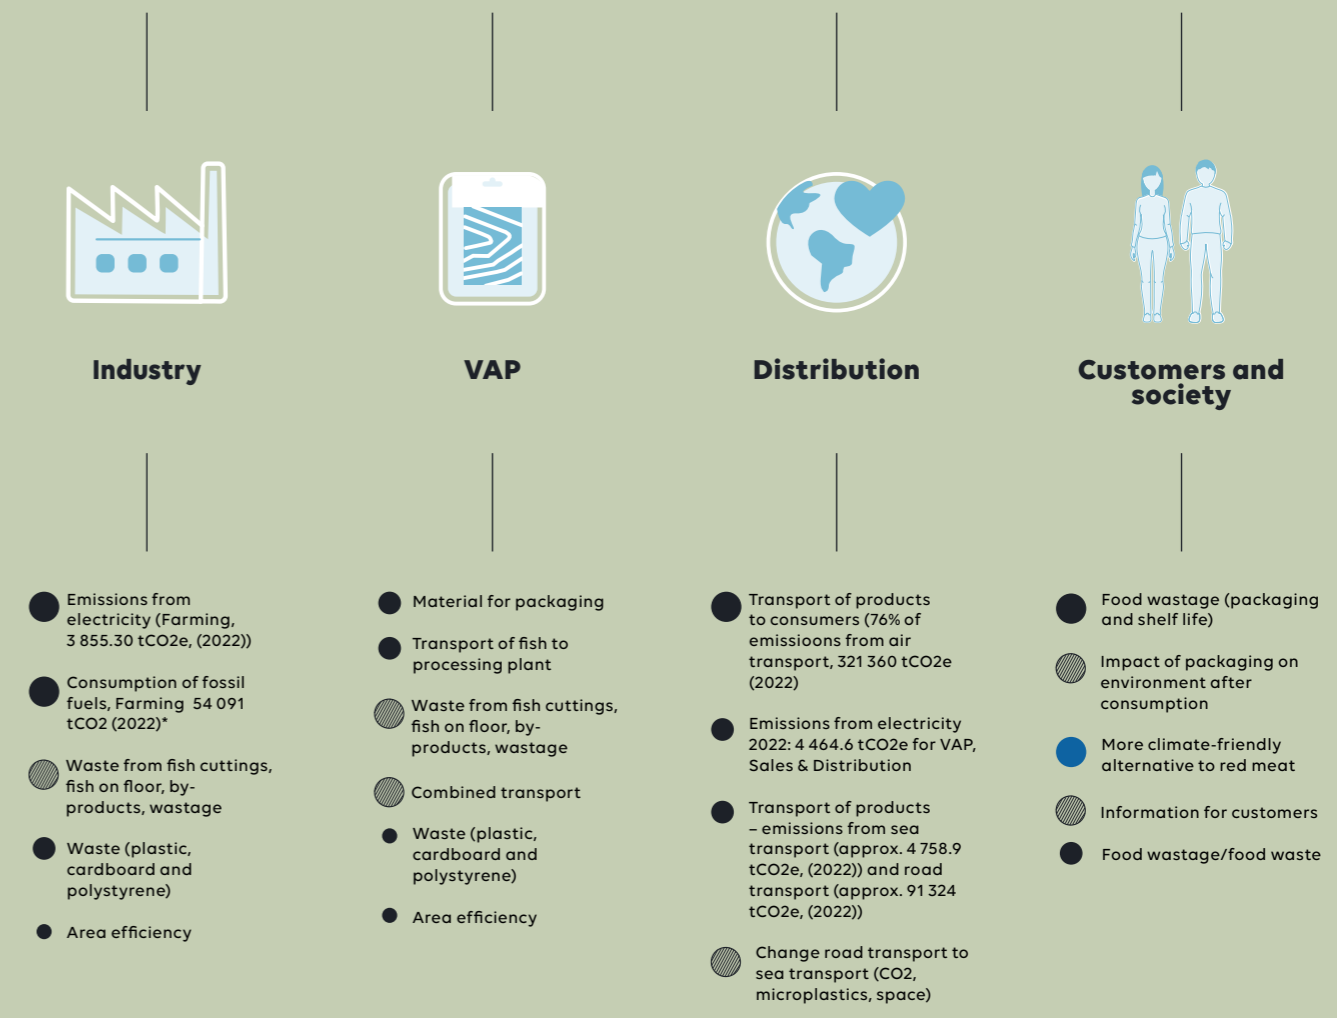 Industry
Emissions from
electricity (Farming,
3 855.30 tCO2e, (2022))
Consumption of fossil
fuels, Farming 54 091
tCO2 (2022)*
Waste from fish cuttings,
fish on floor, by-
products, wastage
Waste (plastic,
cardboard and
polystyrene)
Area efficiency
VAP
Material for packaging
Transport of fish to
processing plant
Waste from fish cuttings,
fish on floor, by-
products, wastage
Combined transport
Waste (plastic,
cardboard and
polystyrene)
Area efficiency
Distribution
Transport of products
to consumers (76% of
emissioons from air
transport, 321 360 tCO2e
(2022)
Emissions from electricity
2022: 4 464.6 tCO2e for VAP,
Sales & Distribution
Transport of products
– emissions from sea
transport (approx. 4 758.9
tCO2e, (2022)) and road
transport (approx. 91 324
tCO2e, (2022))
Change road transport to
sea transport (CO2,
microplastics, space)
Customers and
society
Food wastage (packaging
and shelf life)
Impact of packaging on
environment after
consumption
More climate-friendly
alternative to red meat
Information for customers
Food wastage/food waste